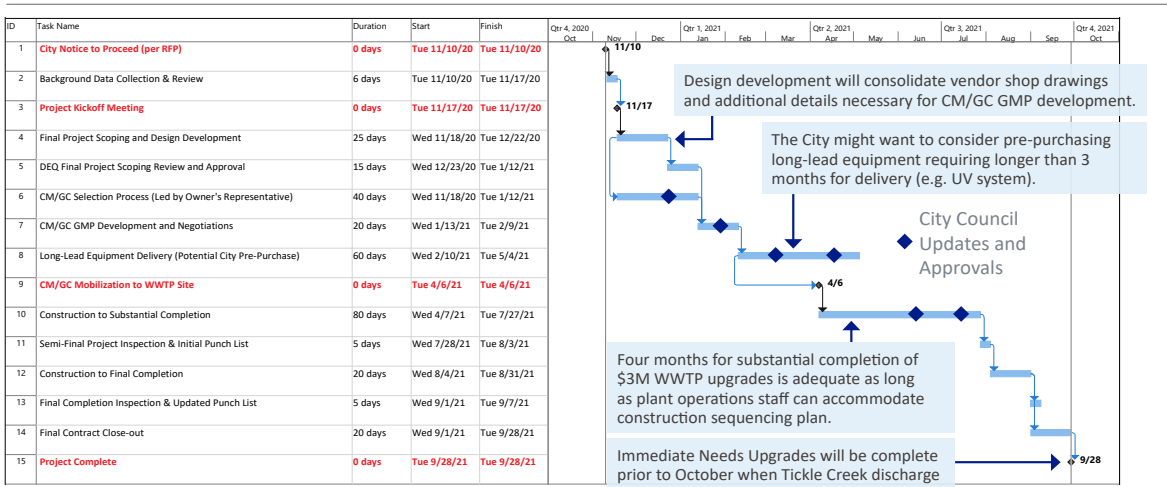 ID Task Name Duration Start Finish
Qtr 4, 2020 Qtr 1, 2021 Qtr 2, 2021 Qtr 3, 2021 Qtr 4, 2021
Oct Nov Dec Jan Feb Mar Apr May Jun Jul Aug Sep Oct
1 City Notice to Proceed (per RFP) 0 days Tue 11/10/20 Tue 11/10/20
11/10
2 Background Data Collection & Review 6 days Tue 11/10/20 Tue 11/17/20
3 Project Kickoff Meeting 0 days Tue 11/17/20 Tue 11/17/20
11/17
4 Final Project Scoping and Design Development 25 days Wed 11/18/20 Tue 12/22/20
5 DEQ Final Project Scoping Review and Approval 15 days Wed 12/23/20 Tue 1/12/21
6 CM/GC Selection Process (Led by Owner's Representative) 40 days Wed 11/18/20 Tue 1/12/21
7 CM/GC GMP Development and Negotiations 20 days Wed 1/13/21 Tue 2/9/21
8 Long-Lead Equipment Delivery (Potential City Pre-Purchase) 60 days Wed 2/10/21 Tue 5/4/21
9 CM/GC Mobilization to WWTP Site 0 days Tue 4/6/21 Tue 4/6/21
4/6
10 Construction to Substantial Completion 80 days Wed 4/7/21 Tue 7/27/21
11 Semi-Final Project Inspection & Initial Punch List 5 days Wed 7/28/21 Tue 8/3/21
12 Construction to Final Completion 20 days Wed 8/4/21 Tue 8/31/21
13 Final Completion Inspection & Updated Punch List 5 days Wed 9/1/21 Tue 9/7/21
14 Final Contract Close-out 20 days Wed 9/1/21 Tue 9/28/21
15 Project Complete 0 days Tue 9/28/21 Tue 9/28/21
9/28
Design development will consolidate vendor shop drawings
and additional details necessary for CM/GC GMP development.
The City might want to consider pre-purchasing
long-lead equipment requiring longer than 3
months for delivery (e.g. UV system).
City Council
Updates and
Approvals
Four months for substantial completion of
$3M WWTP upgrades is adequate as long
as plant operations staff can accommodate
construction sequencing plan.
Immediate Needs Upgrades will be complete
prior to October when Tickle Creek discharge